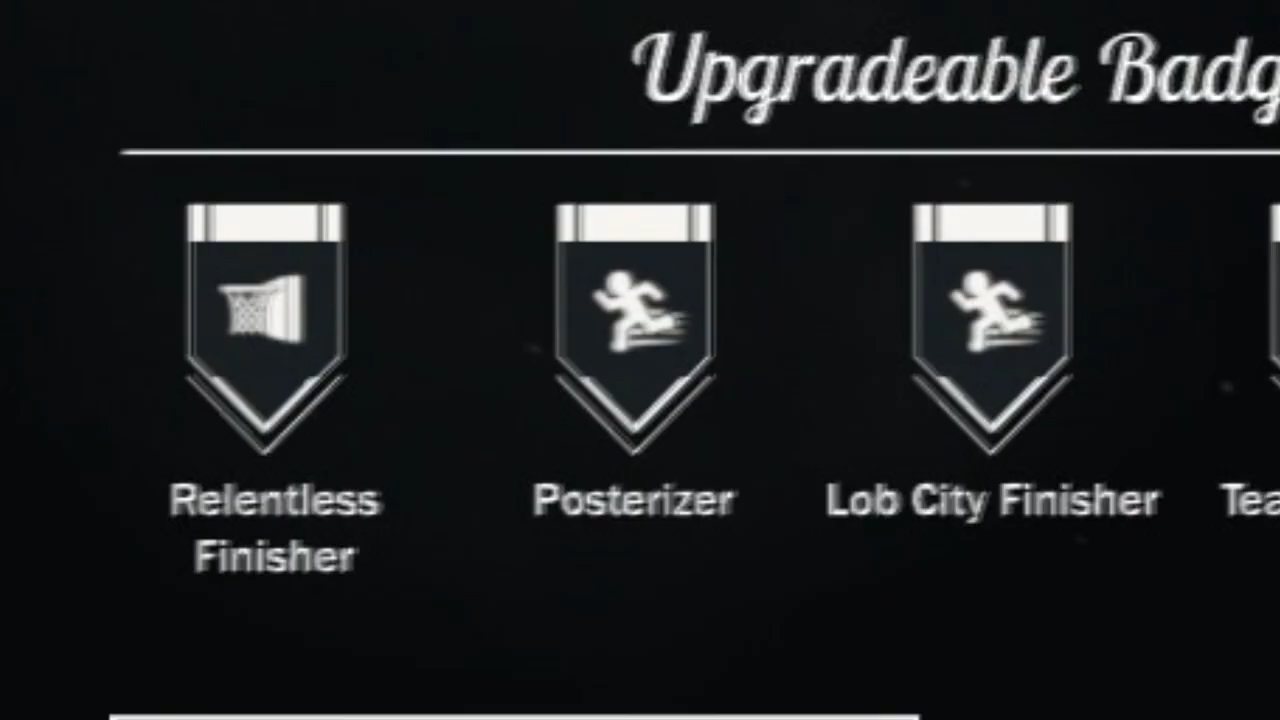 Upgradeable Badg
Relentless
Finisher
Posterizer
Lob City Finisher
Tea